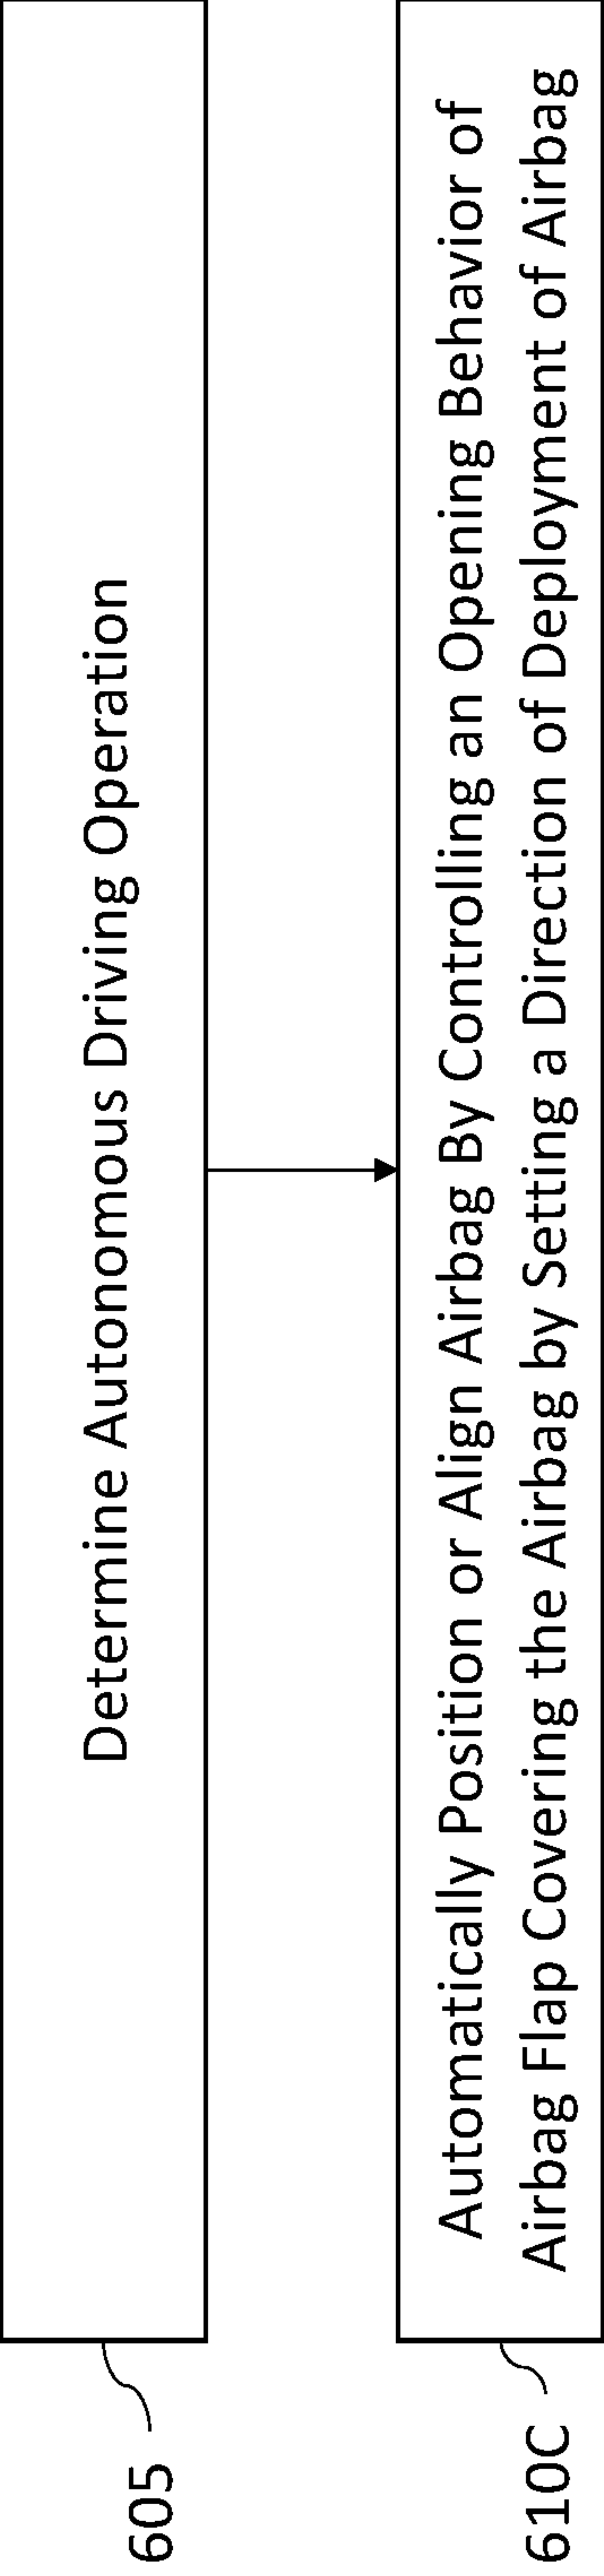 605
Determine Autonomous Driving Operation
610C
Automatically Position or Align Airbag By Controlling an Opening Behavior of
Airbag Flap Covering the Airbag by Setting a Direction of Deployment of Airbag